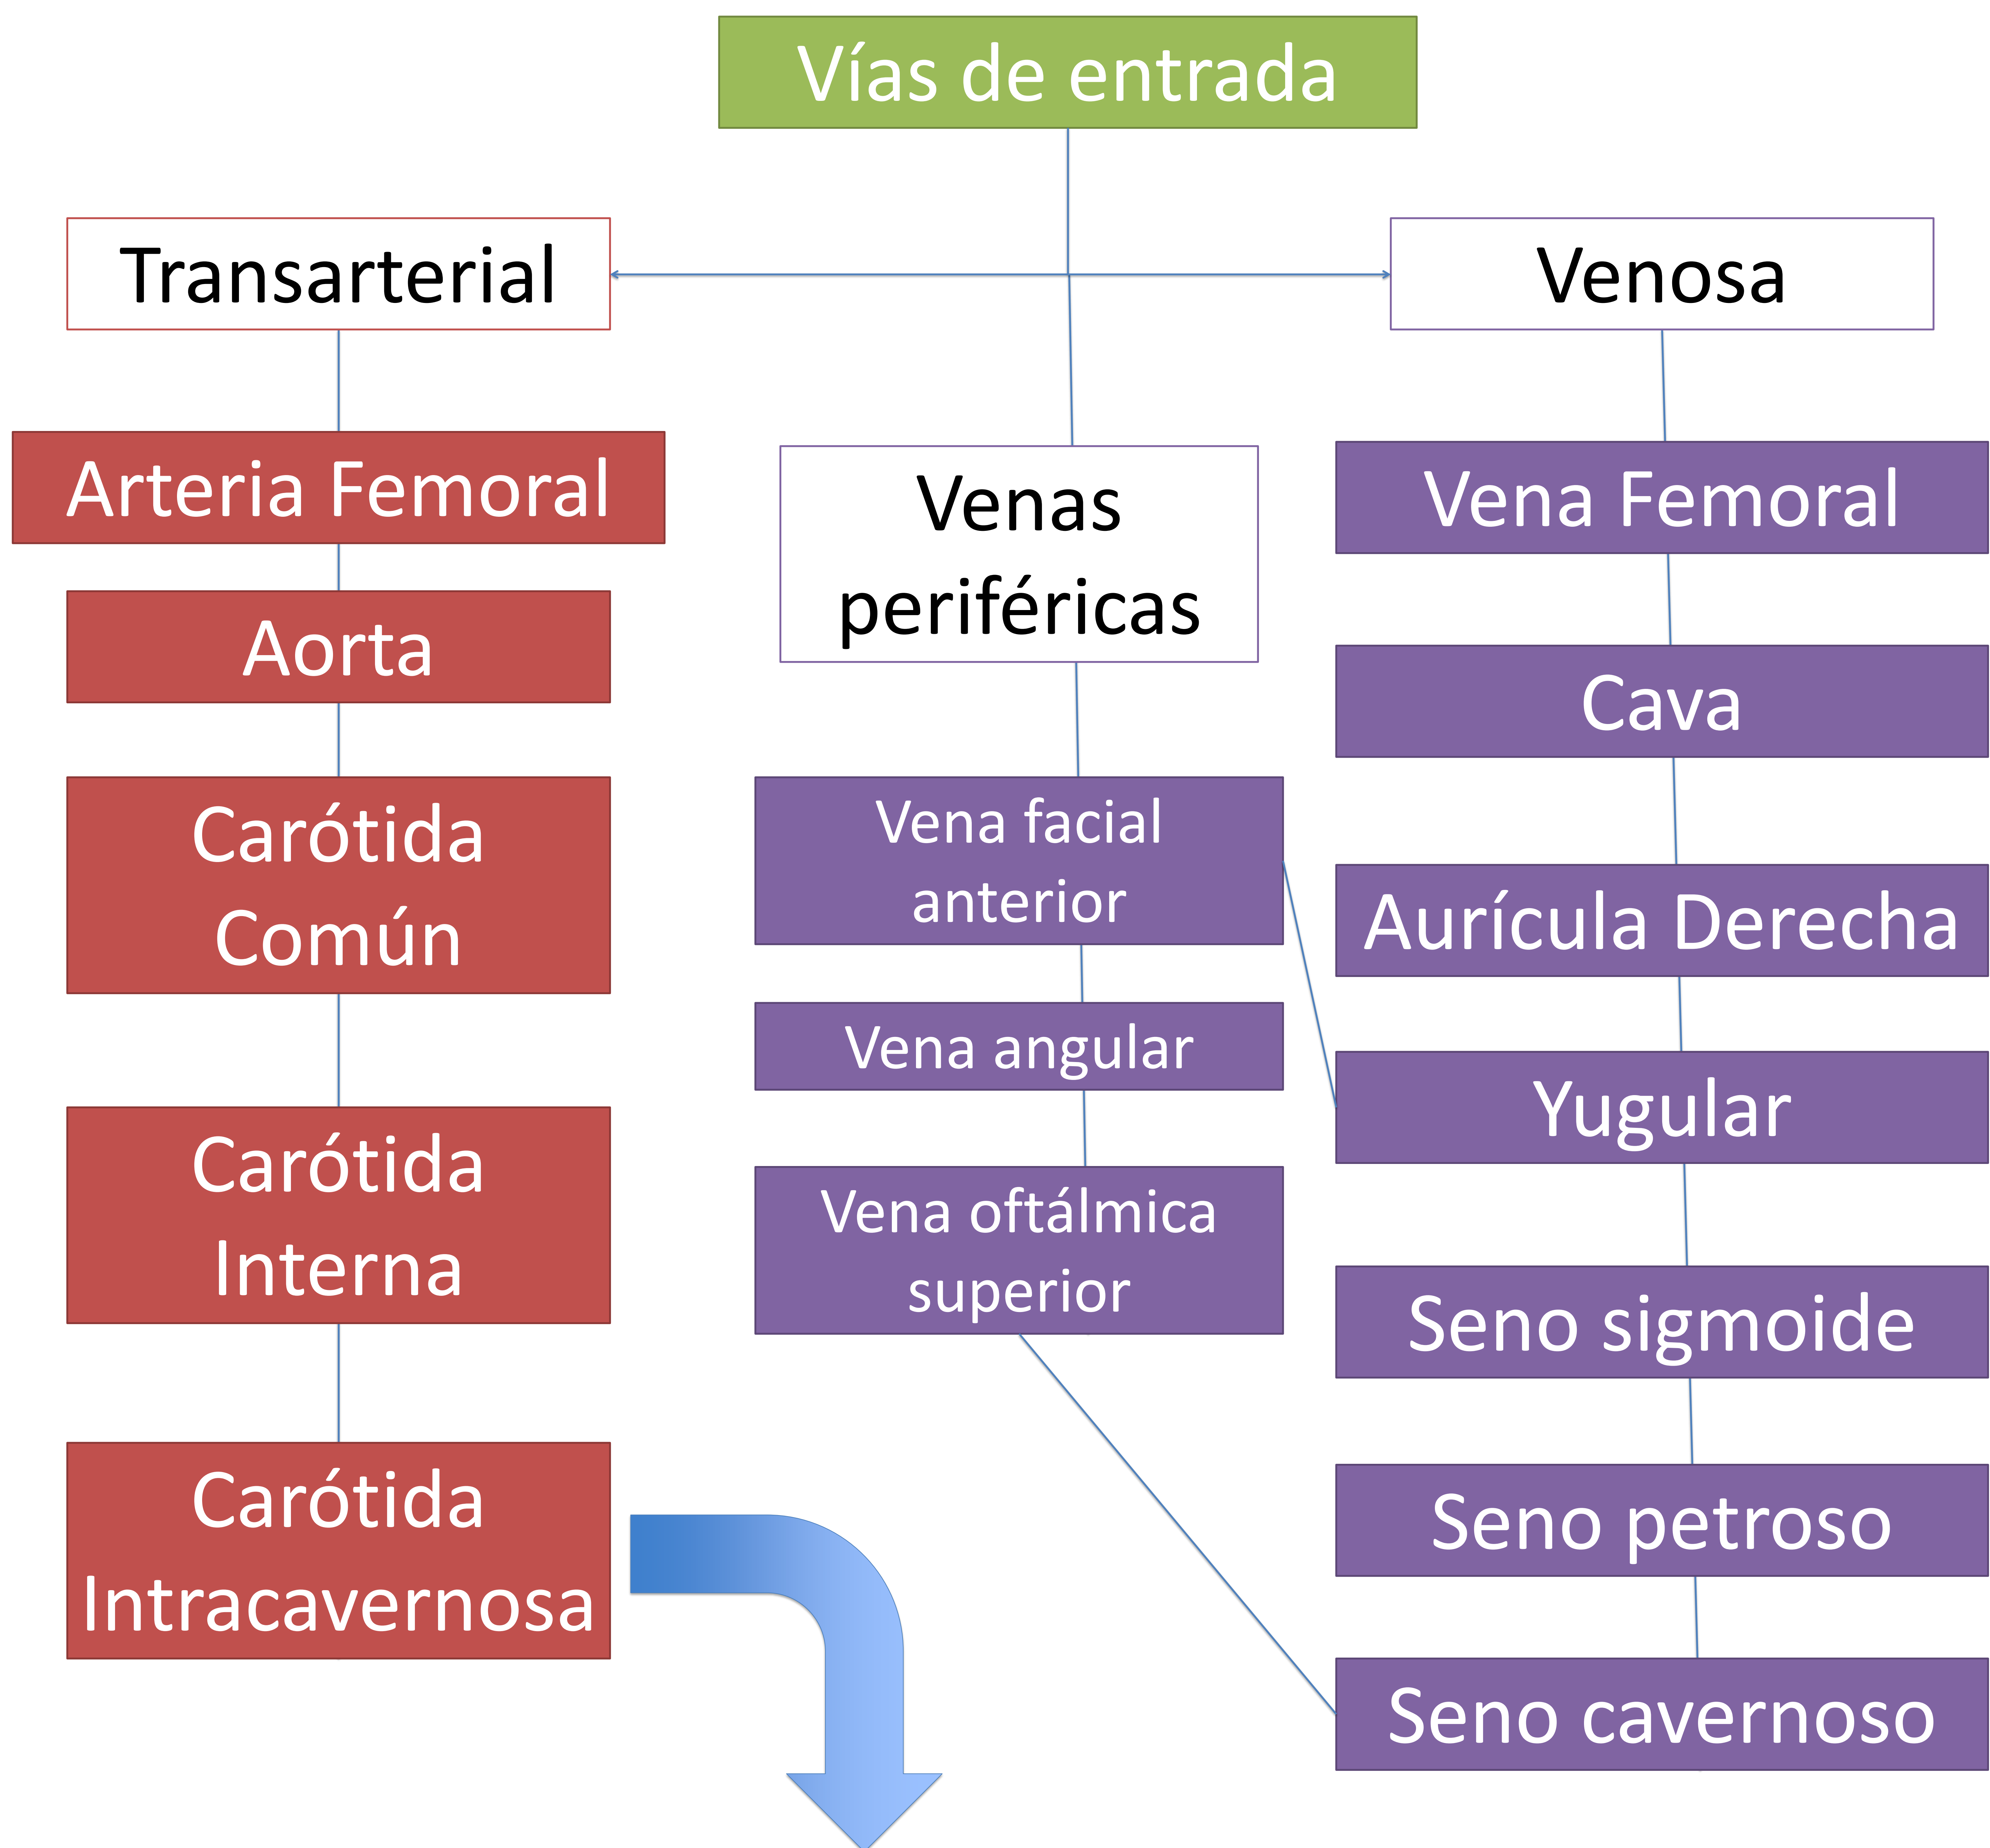 Vías de entrada
Transarterial
Venosa
Arteria Femoral
Aorta
Carótida
Común
Carótida
Interna
Carótida
Intracavernosa
Venas
periféricas
Vena facial
anterior
Vena angular
Vena oftálmica
superior
Vena Femoral
Cava
Aurícula Derecha
Yugular
Seno sigmoide
Seno petroso
Seno cavernoso